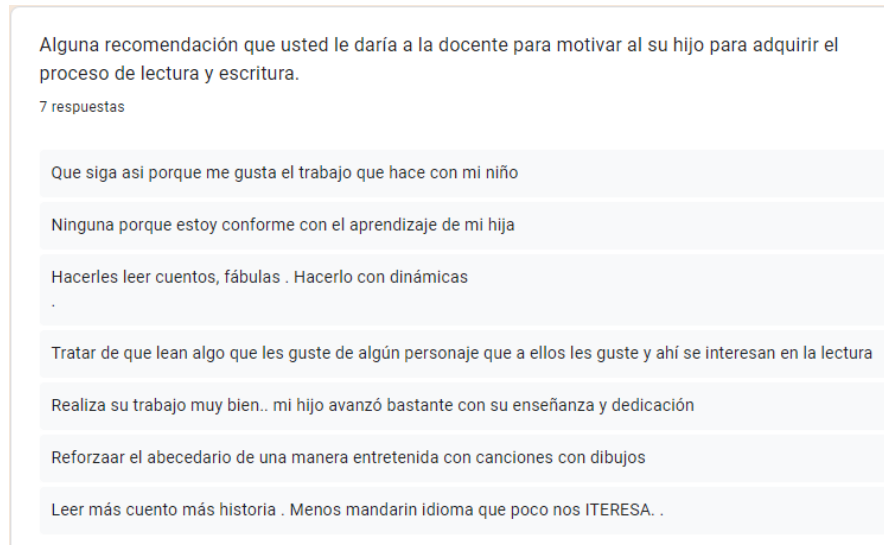 Alguna recomendación que usted le daría a la docente para motivar al su hijo para adquirir el
proceso de lectura y escritura.
7 respuestas
Que siga asi porque me gusta el trabajo que hace con mi niño
Ninguna porque estoy conforme con el aprendizaje de mi hija
Hacerles leer cuentos, fábulas . Hacerlo con dinámicas
.
Tratar de que lean algo que les guste de algún personaje que a ellos les guste y ahí se interesan en la lectura
Realiza su trabajo muy bien.. mi hijo avanzó bastante con su enseñanza y dedicación
Reforzaar el abecedario de una manera entretenida con canciones con dibujos
Leer más cuento más historia . Menos mandarin idioma que poco nos ITERESA. .